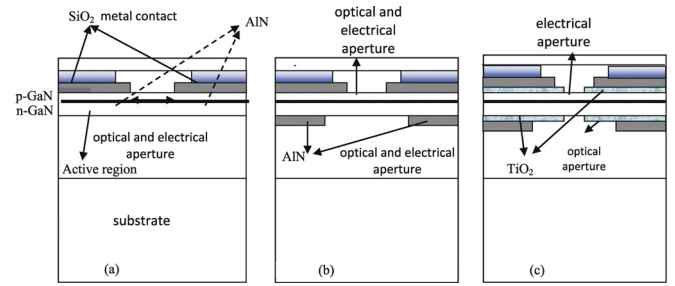 SiO2 metal contact
AlN
p-GaN
n-GaN
optical and electrical
aperture
Active region
substrate
(a)
optical and
electrical
aperture
AlN
optical and electrical
aperture
(b)
electrical
aperture
optical
aperture
TiO2
(c)